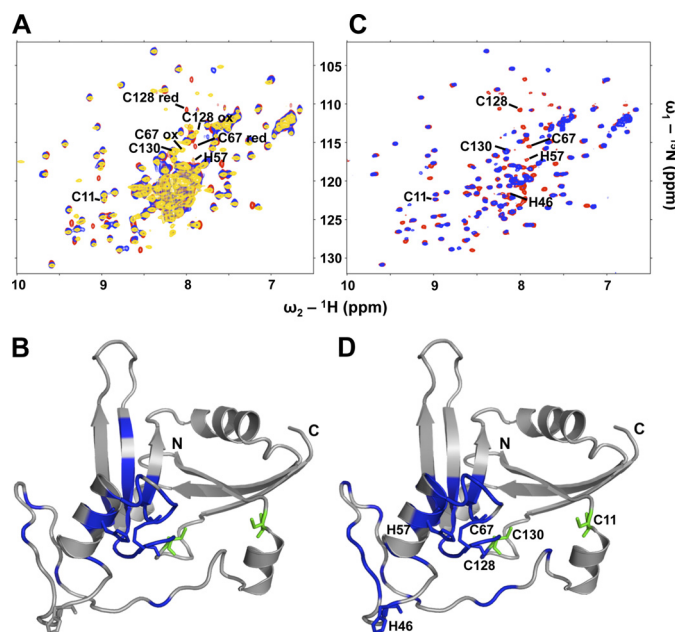 A
C
C128 red
C128 ox
C67 ox
C130
C67 red
H57
C11
105
110
115
120
125
130
C128
C130
C67
H57
C11
H46
ω₁ – ¹⁵N (ppm)
10 9 8 7
10 9 8 7
ω₂ – ¹H (ppm)
B
D
N
C
N
C
H57
C67
C130
C11
C128
H46